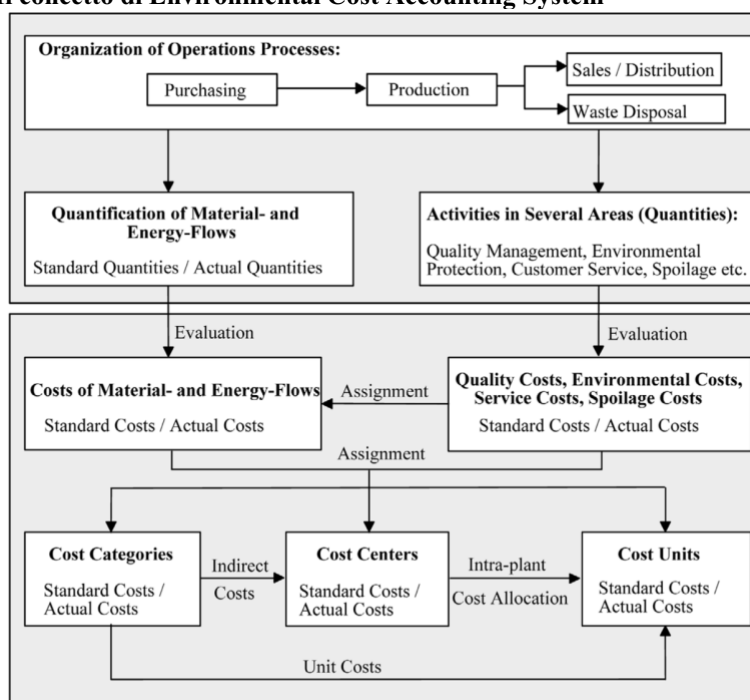 Il concetto di Environmental Cost Accounting System
Organization of Operations Processes:
Purchasing
Production
Sales / Distribution
Waste Disposal
Quantification of Material- and
Energy-Flows
Standard Quantities / Actual Quantities
Activities in Several Areas (Quantities):
Quality Management, Environmental
Protection, Customer Service, Spoilage etc.
Evaluation
Evaluation
Costs of Material- and Energy-Flows
Standard Costs / Actual Costs
Assignment
Quality Costs, Environmental Costs,
Service Costs, Spoilage Costs
Standard Costs / Actual Costs
Assignment
Cost Categories
Standard Costs /
Actual Costs
Indirect
Costs
Cost Centers
Standard Costs /
Actual Costs
Intra-plant
Cost Allocation
Cost Units
Standard Costs /
Actual Costs
Unit Costs